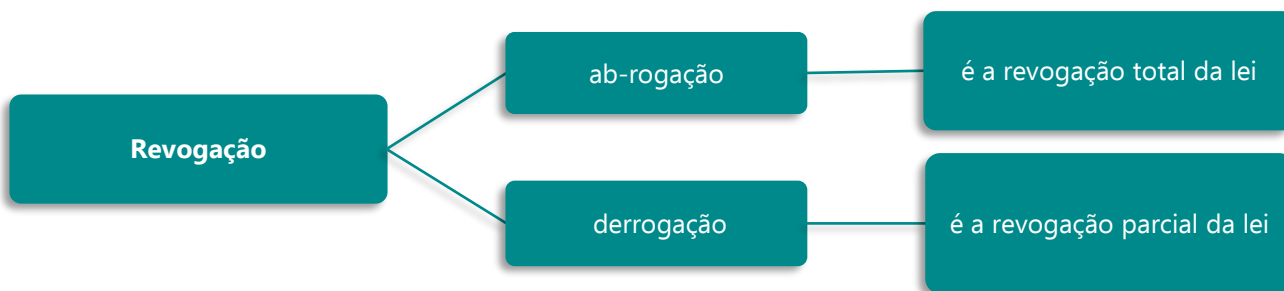 Revogação
ab-rogação
é a revogação total da lei
derrogação
é a revogação parcial da lei